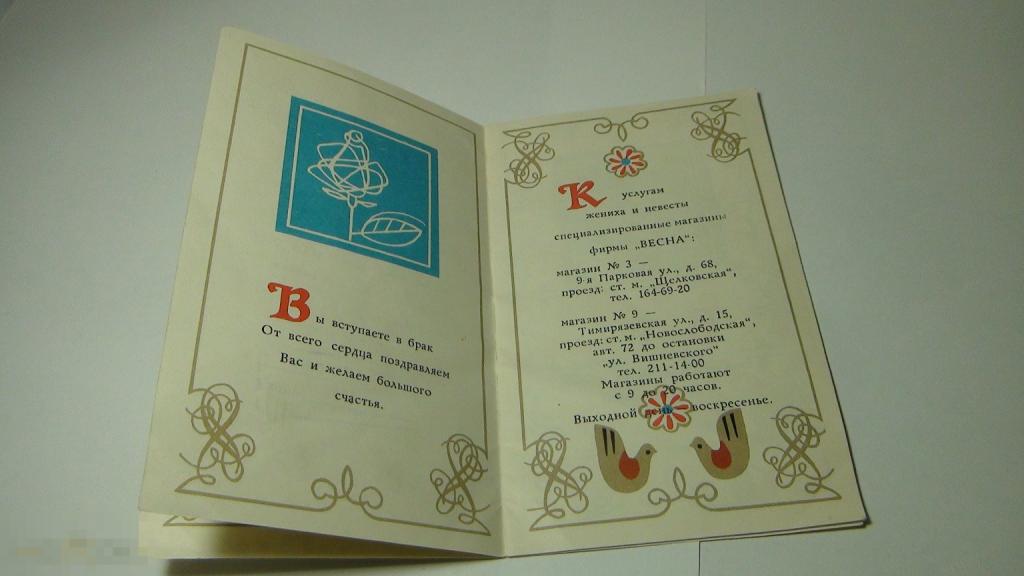 Вы вступаете в брак
От всего сердца поздравляем
Вас и желаем большого
счастья.
К услугам
жениха и невесты
специализированные магазины
фирмы „ВЕСНА":
магазин № 3 —
9-я Парковая ул., д. 68,
проезд: ст. м. „Щелковская",
тел. 164-69-20
магазин № 9 —
Тимирязевская ул., д. 15,
проезд: ст. м. „Новослободская",
авт. 72 до остановки
„ул. Вишневского"
тел. 211-14-00
Магазины работают
с 9 до 20 часов.
Выходной день воскресенье.